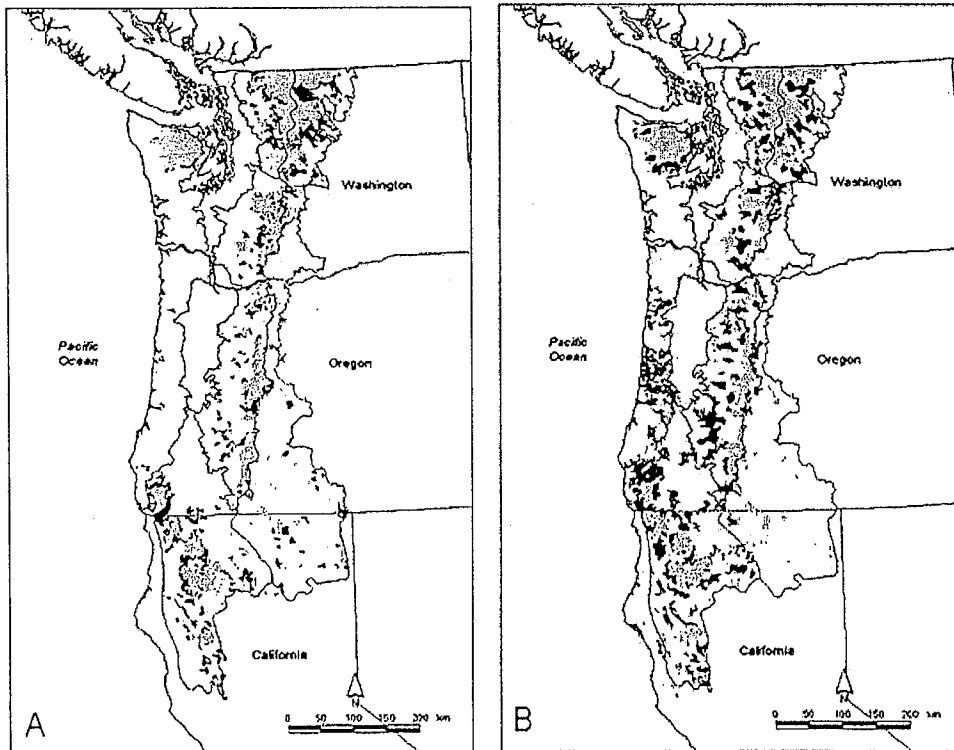 Washington
Pacific
Ocean
Oregon
California
N
0 50 100 150 200 km
A
Washington
Pacific
Ocean
Oregon
California
N
0 50 100 150 200 km
B